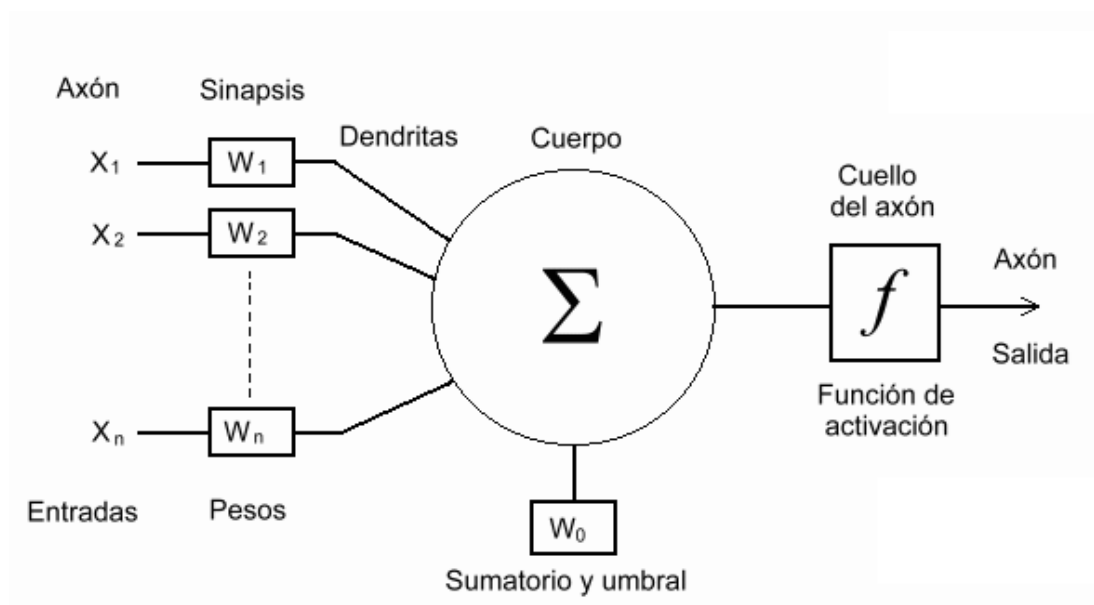 Axón
Sinapsis
Dendritas
Cuerpo
Cuello
del axón
X1
W1
X2
W2
Σ
f
Axón
Salida
Función de
activación
Xn
Wn
Entradas
Pesos
W0
Sumatorio y umbral